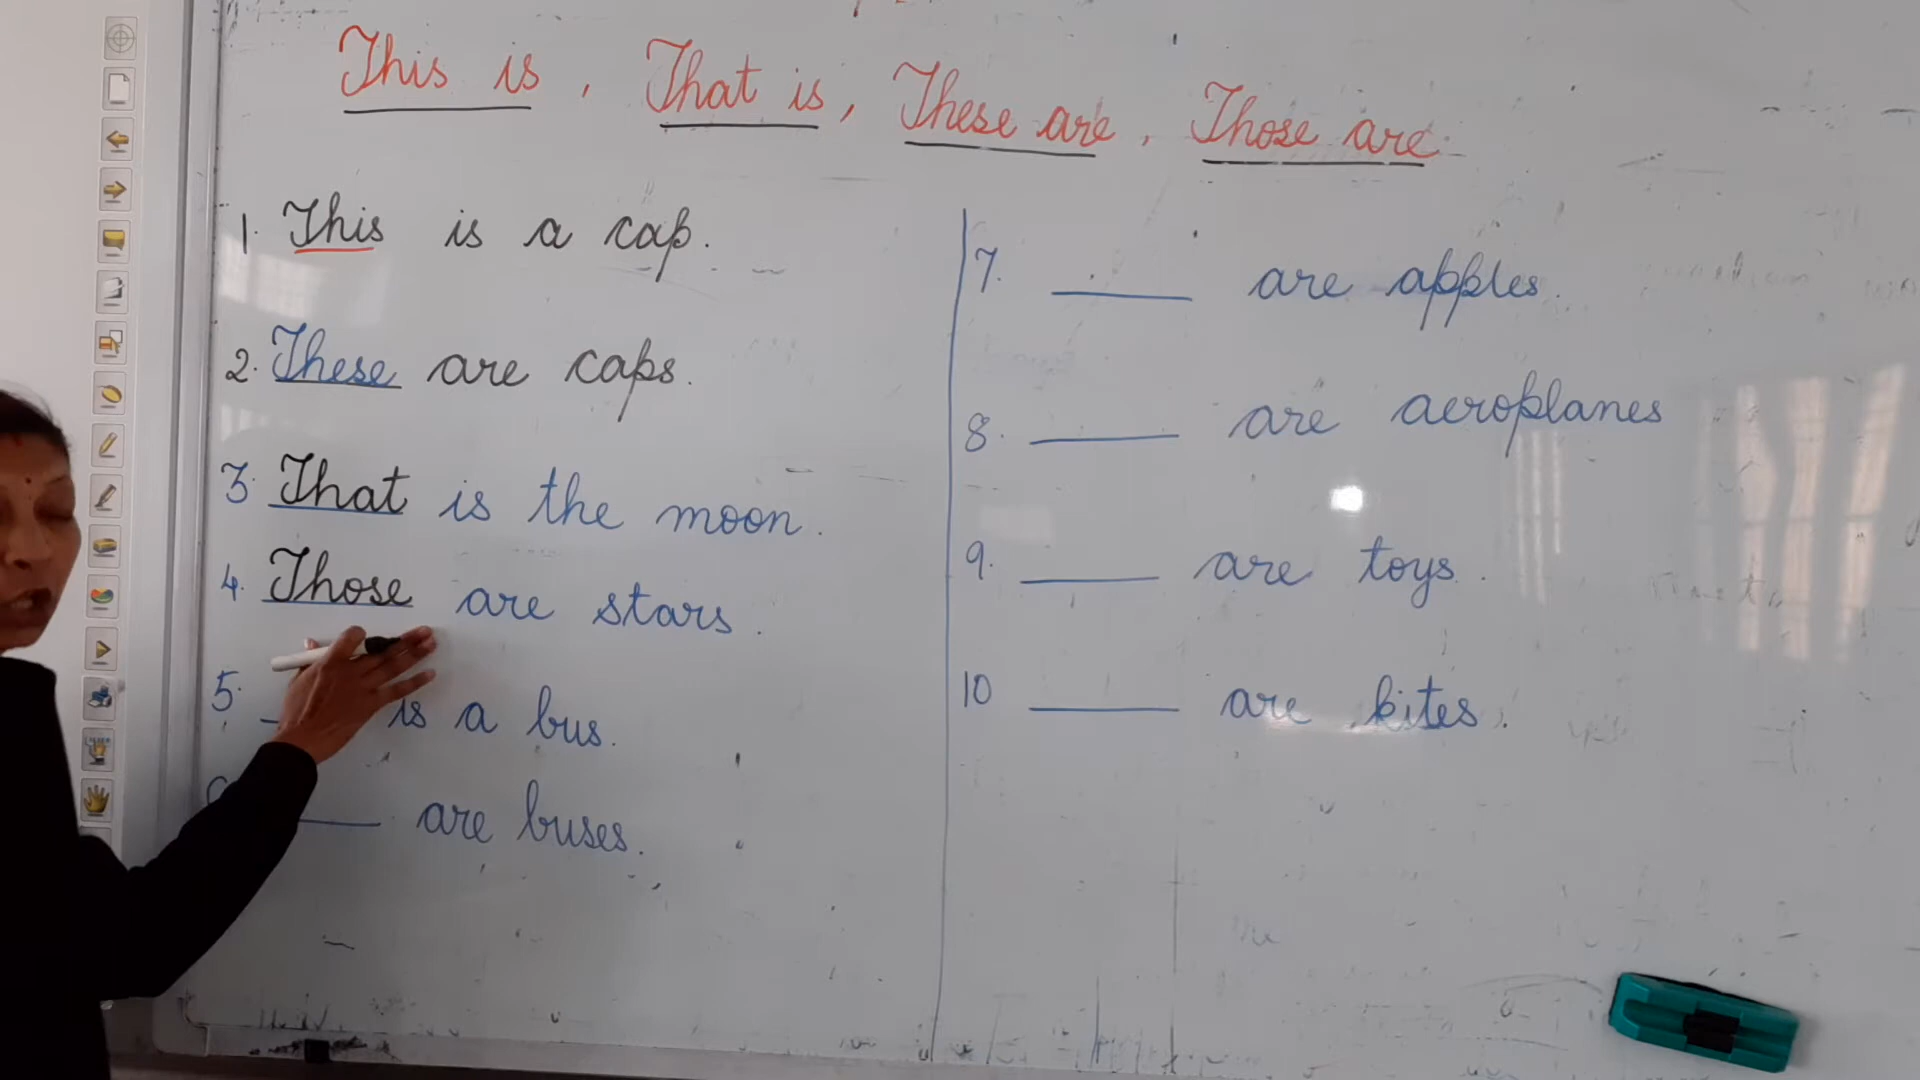 This is, That is, These are, Those are.
1. This is a cap.
2. These are caps.
3. That is the moon.
4. Those are stars.
5. is a bus.
____ are buses.
7. ____ are apples.
8. ____ are aeroplanes
9. ____ are toys.
10 ____ are kites.